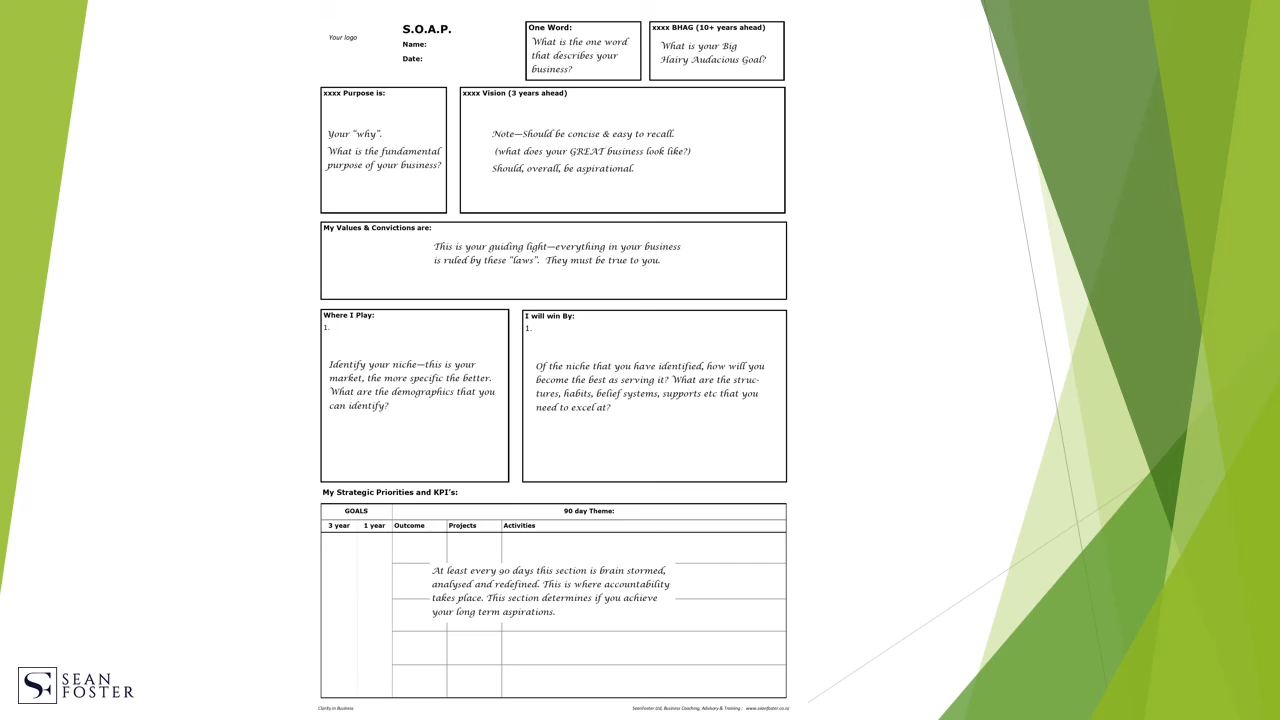 Your logo
S.O.A.P.
Name:
Date:
One Word:
What is the one word
that describes your
business?
xxxx BHAG (10+ years ahead)
What is your Big
Hairy Audacious Goal?
xxxx Purpose is:
Your "why".
What is the fundamental
purpose of your business?
xxxx Vision (3 years ahead)
Note—Should be concise & easy to recall.
(what does your GREAT business look like?)
Should, overall, be aspirational.
My Values & Convictions are:
This is your guiding light—everything in your business
is ruled by these "laws". They must be true to you.
Where I Play:
1.
Identify your niche—this is your
market, the more specific the better.
What are the demographics that you
can identify?
I will win By:
1.
Of the niche that you have identified, how will you
become the best as serving it? What are the struc-
tures, habits, belief systems, supports etc that you
need to excel at?
My Strategic Priorities and KPI's:
GOALS
90 day Theme:
3 year
1 year
Outcome
Projects
Activities
At least every 90 days this section is brain stormed,
analysed and redefined. This is where accountability
takes place. This section determines if you achieve
your long term aspirations.
Clarity in Business
SeanFoster Ltd, Business Coaching, Advisory & Training : www.seanfoster.co.nz
SF
SEAN
FOSTER